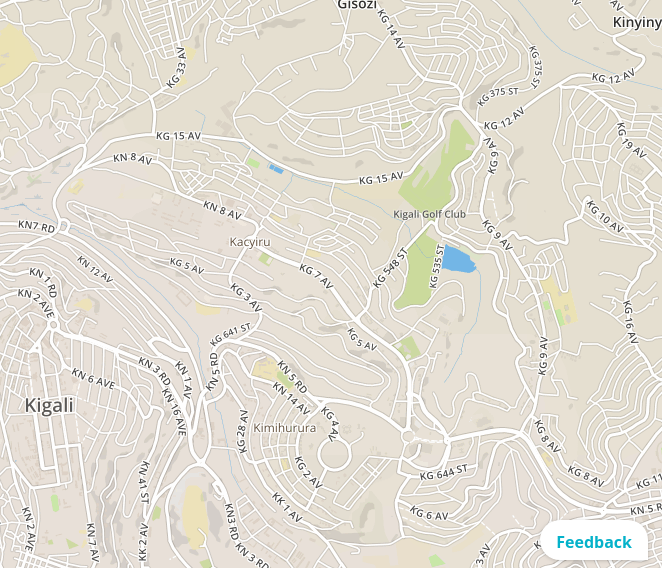 Gisozi
KG 14 AV
Kinyiny
KG 33 AV
KG 375 ST
KG 375 ST
KG 12 AV
KG 12 AV
KG 15 AV
KG 9 AV
KG 19 AV
KN 8 AV
KG 15 AV
KN 8 AV
Kigali Golf Club
KG 10 AV
KN7 RD
Kacyiru
KG 9 AV
KN 12 AV
KG 5 AV
KG 7 AV
KG 548 ST
KG 535 ST
KN 1 RD
KN 2 AVE
KG 3 AV
KG 16 AV
KG 641 ST
KG 5 AV
KG 9 AV
KN 3 RD
KN 1 AV
KN 5 RD
KN 6 AVE
KN 5 RD
Kigali
KN 16 AVE
KN 14 AV
KG 28 AV
Kimihurura
KG 4 AV
KG 8 AV
KN 41 ST
KG 2 AV
KG 644 ST
KG 8 AV
KG 11
KN 2 AV
KN 7 AV
KK 2 AV
KN3 RD
KN 3 RD
KK 1 AV
KG 6 AV
KN 5 R
3 AV
Feedback